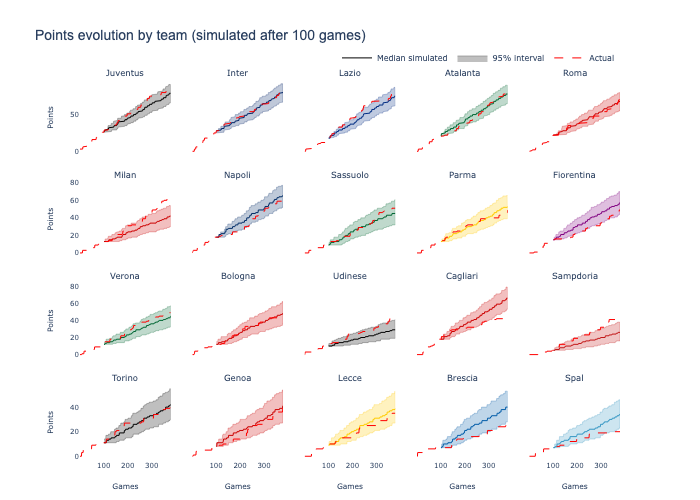 Points evolution by team (simulated after 100 games)
Median simulated 95% interval Actual
Juventus Inter Lazio Atalanta Roma
Points
50
0
Milan Napoli Sassuolo Parma Fiorentina
Points
80
60
40
20
0
Verona Bologna Udinese Cagliari Sampdoria
Points
80
60
40
20
0
Torino Genoa Lecce Brescia Spal
Points
40
20
0
100 200 300 100 200 300 100 200 300 100 200 300 100 200 300
Games Games Games Games Games